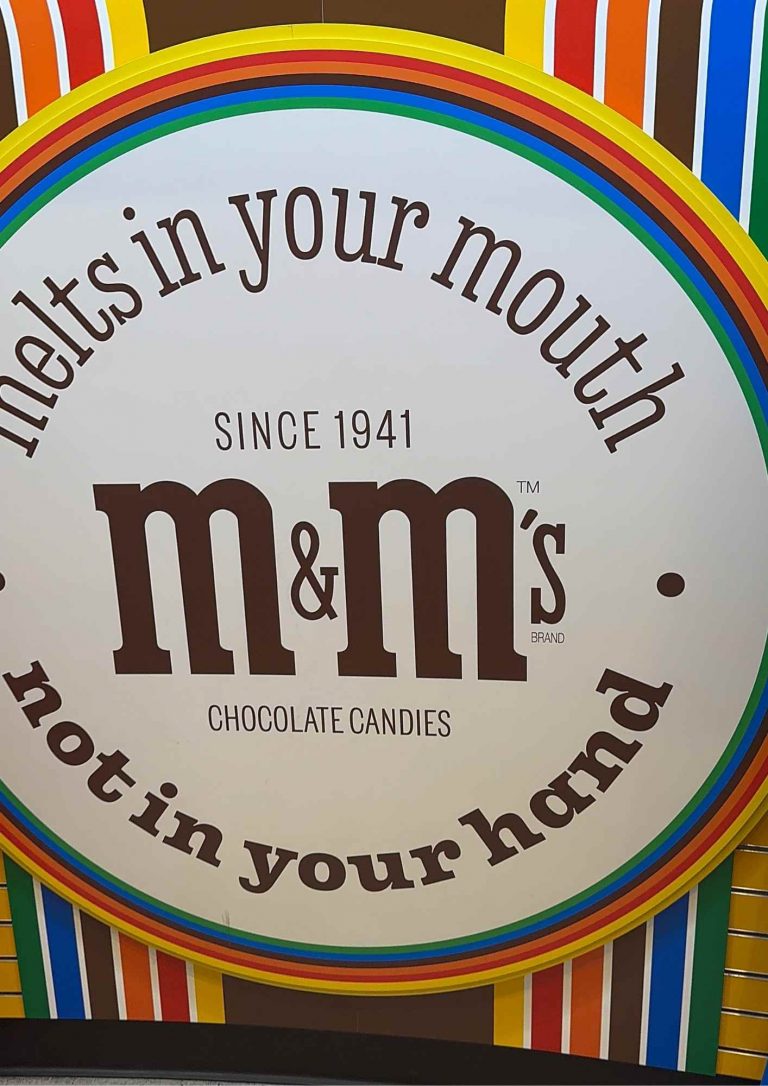 melts in your mouth
SINCE 1941
m&m's
TM
BRAND
CHOCOLATE CANDIES
not in your hand